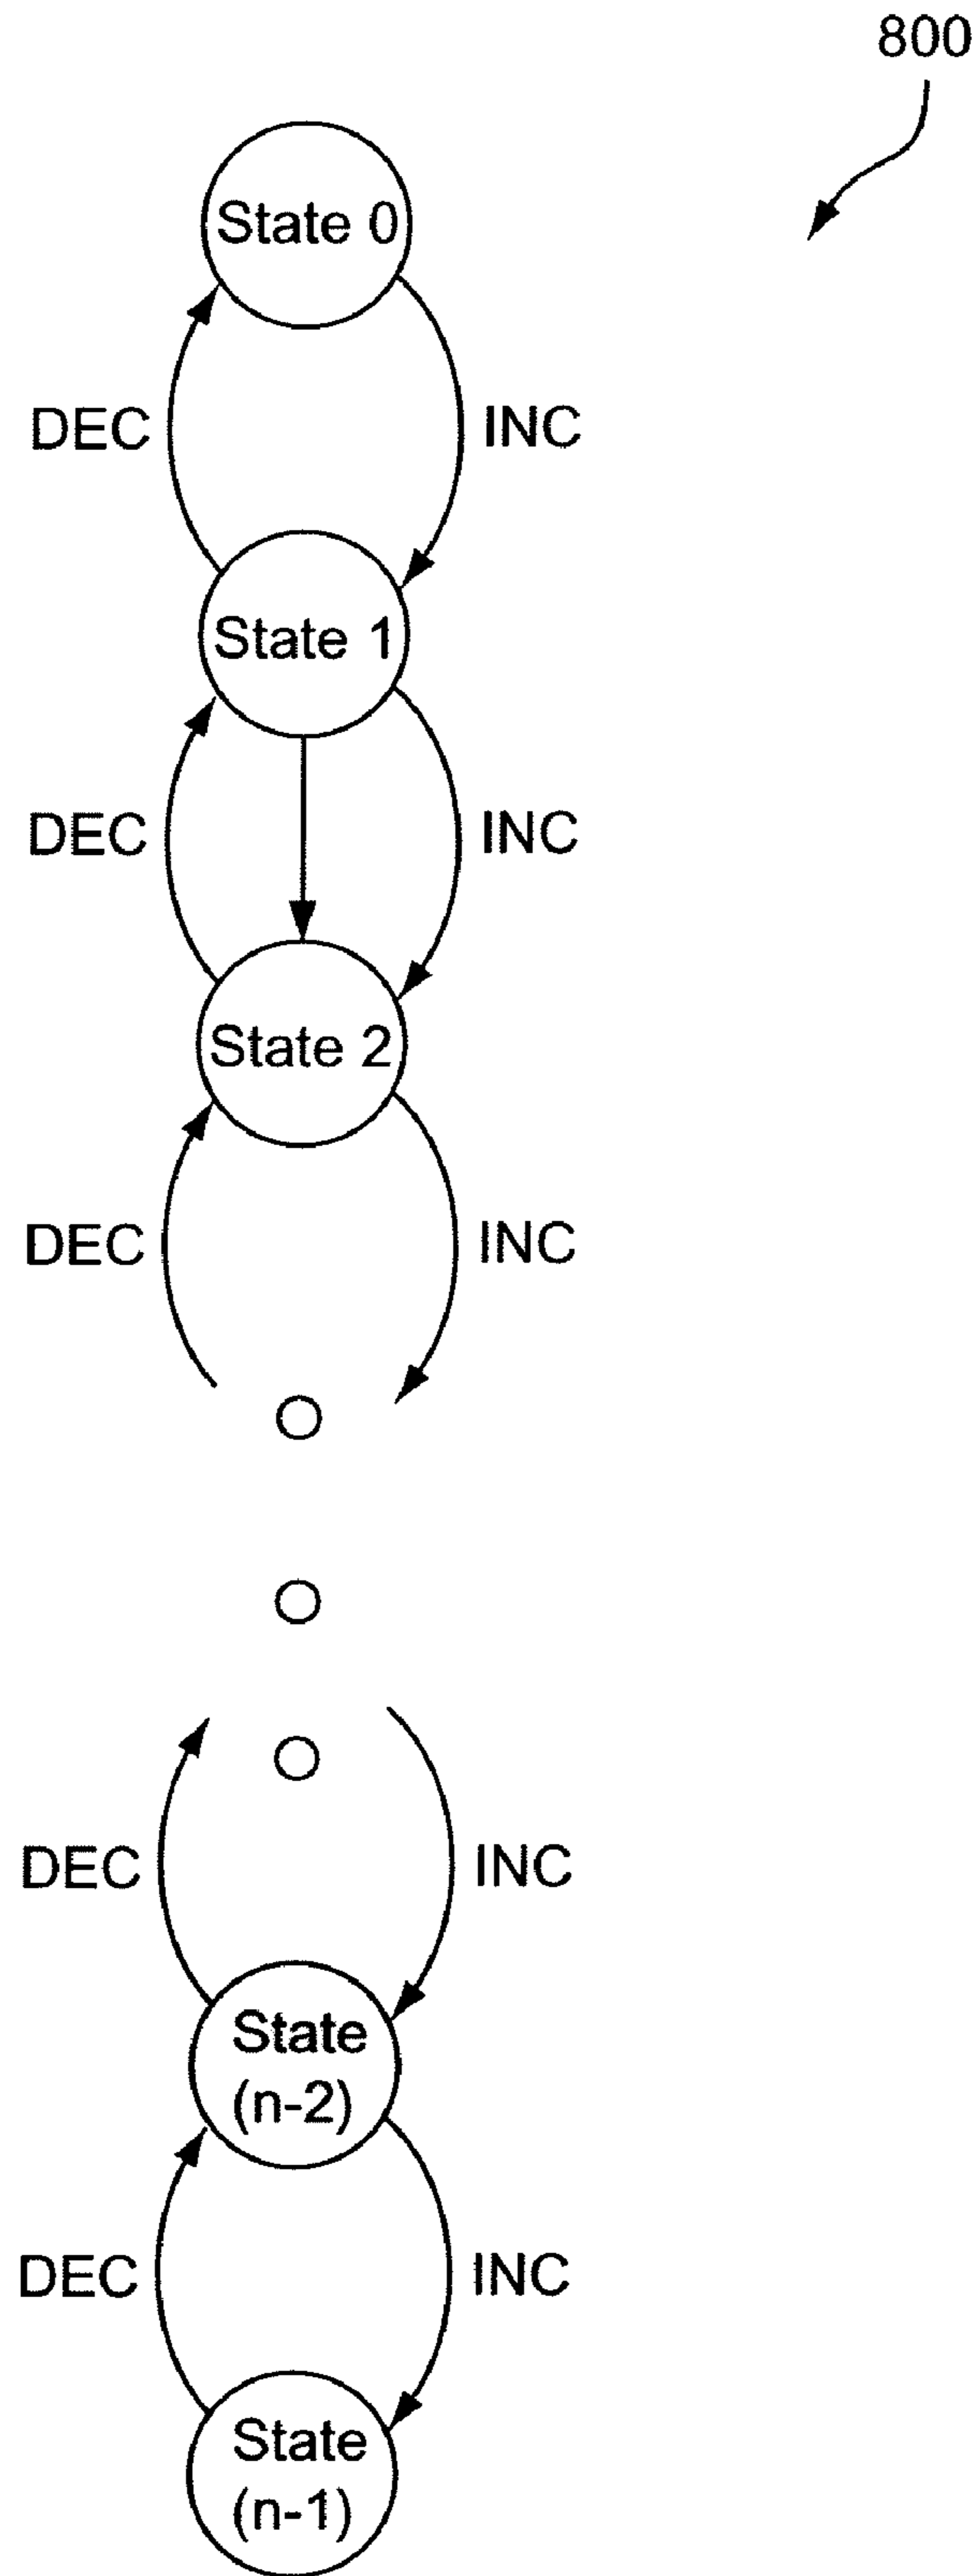 800
State 0
DEC
INC
State 1
DEC
INC
State 2
DEC
INC
DEC
INC
State
(n-2)
DEC
INC
State
(n-1)